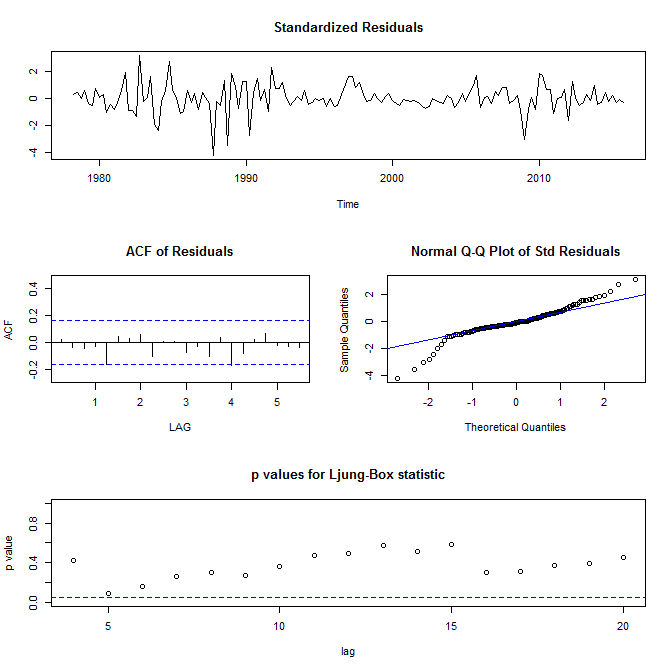 Standardized Residuals
2
0
-2
-4
1980 1990 2000 2010
Time
ACF of Residuals
ACF
0.4
0.2
0.0
-0.2
1 2 3 4 5
LAG
Normal Q-Q Plot of Std Residuals
Sample Quantiles
2
0
-2
-4
-2 -1 0 1 2
Theoretical Quantiles
p values for Ljung-Box statistic
p value
0.8
0.4
0.0
5 10 15 20
lag